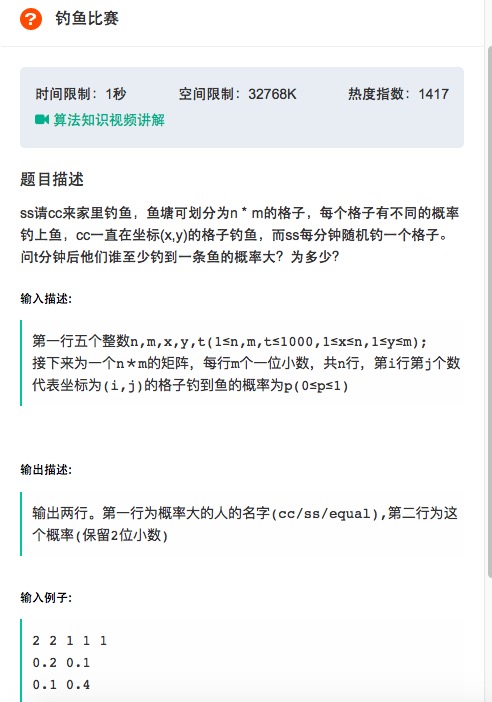 ? 钓鱼比赛
时间限制：1秒 空间限制：32768K 热度指数：1417
算法知识视频讲解
题目描述
ss请cc来家里钓鱼，鱼塘可划分为n * m的格子，每个格子有不同的概率
钓上鱼，cc一直在坐标(x,y)的格子钓鱼，而ss每分钟随机钓一个格子。
问t分钟后他们谁至少钓到一条鱼的概率大？为多少？
输入描述:
第一行五个整数n,m,x,y,t(1≤n,m,t≤1000,1≤x≤n,1≤y≤m);
接下来为一个n＊m的矩阵，每行m个一位小数，共n行，第i行第j个数
代表坐标为(i,j)的格子钓到鱼的概率为p(0≤p≤1)
输出描述:
输出两行。第一行为概率大的人的名字(cc/ss/equal),第二行为这
个概率(保留2位小数)
输入例子:
2 2 1 1 1
0.2 0.1
0.1 0.4